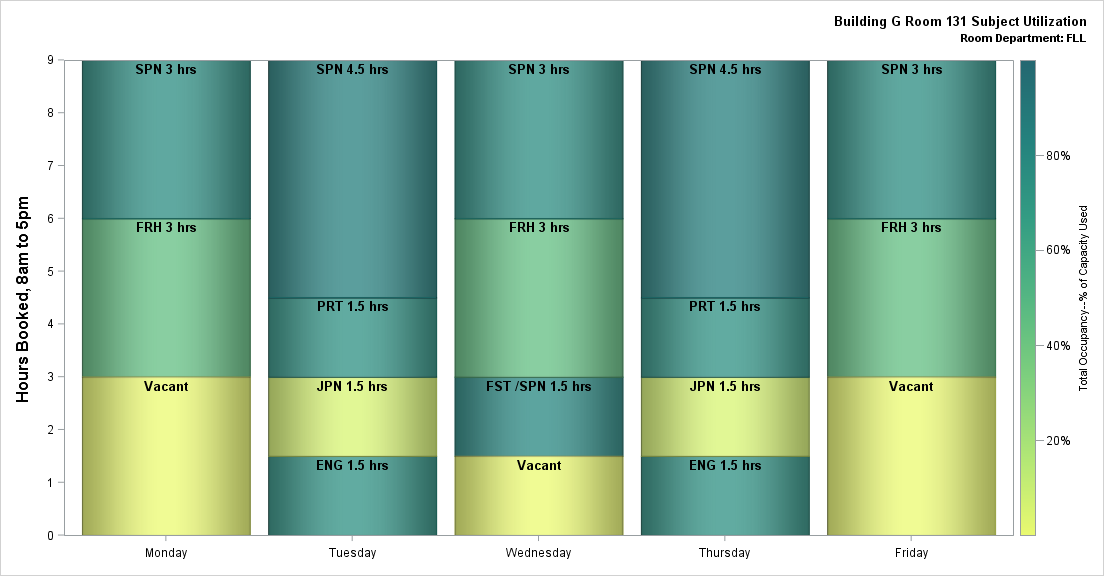 Building G Room 131 Subject Utilization
Room Department: FLL
Hours Booked, 8am to 5pm
9
8
7
6
5
4
3
2
1
0
SPN 3 hrs
FRH 3 hrs
Vacant
SPN 4.5 hrs
PRT 1.5 hrs
JPN 1.5 hrs
ENG 1.5 hrs
SPN 3 hrs
FRH 3 hrs
FST /SPN 1.5 hrs
Vacant
SPN 4.5 hrs
PRT 1.5 hrs
JPN 1.5 hrs
ENG 1.5 hrs
SPN 3 hrs
FRH 3 hrs
Vacant
Monday
Tuesday
Wednesday
Thursday
Friday
80%
60%
40%
20%
Total Occupancy--% of Capacity Used